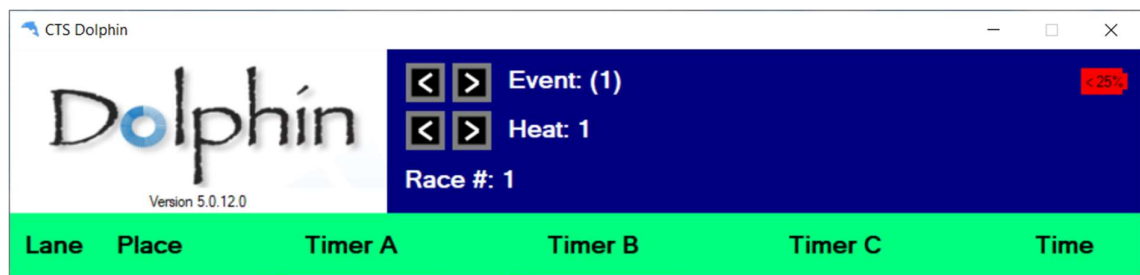 CTS Dolphin
Dolphin
Version 5.0.12.0
< > Event: (1)
< 25%
< > Heat: 1
Race #: 1
Lane Place Timer A Timer B Timer C Time